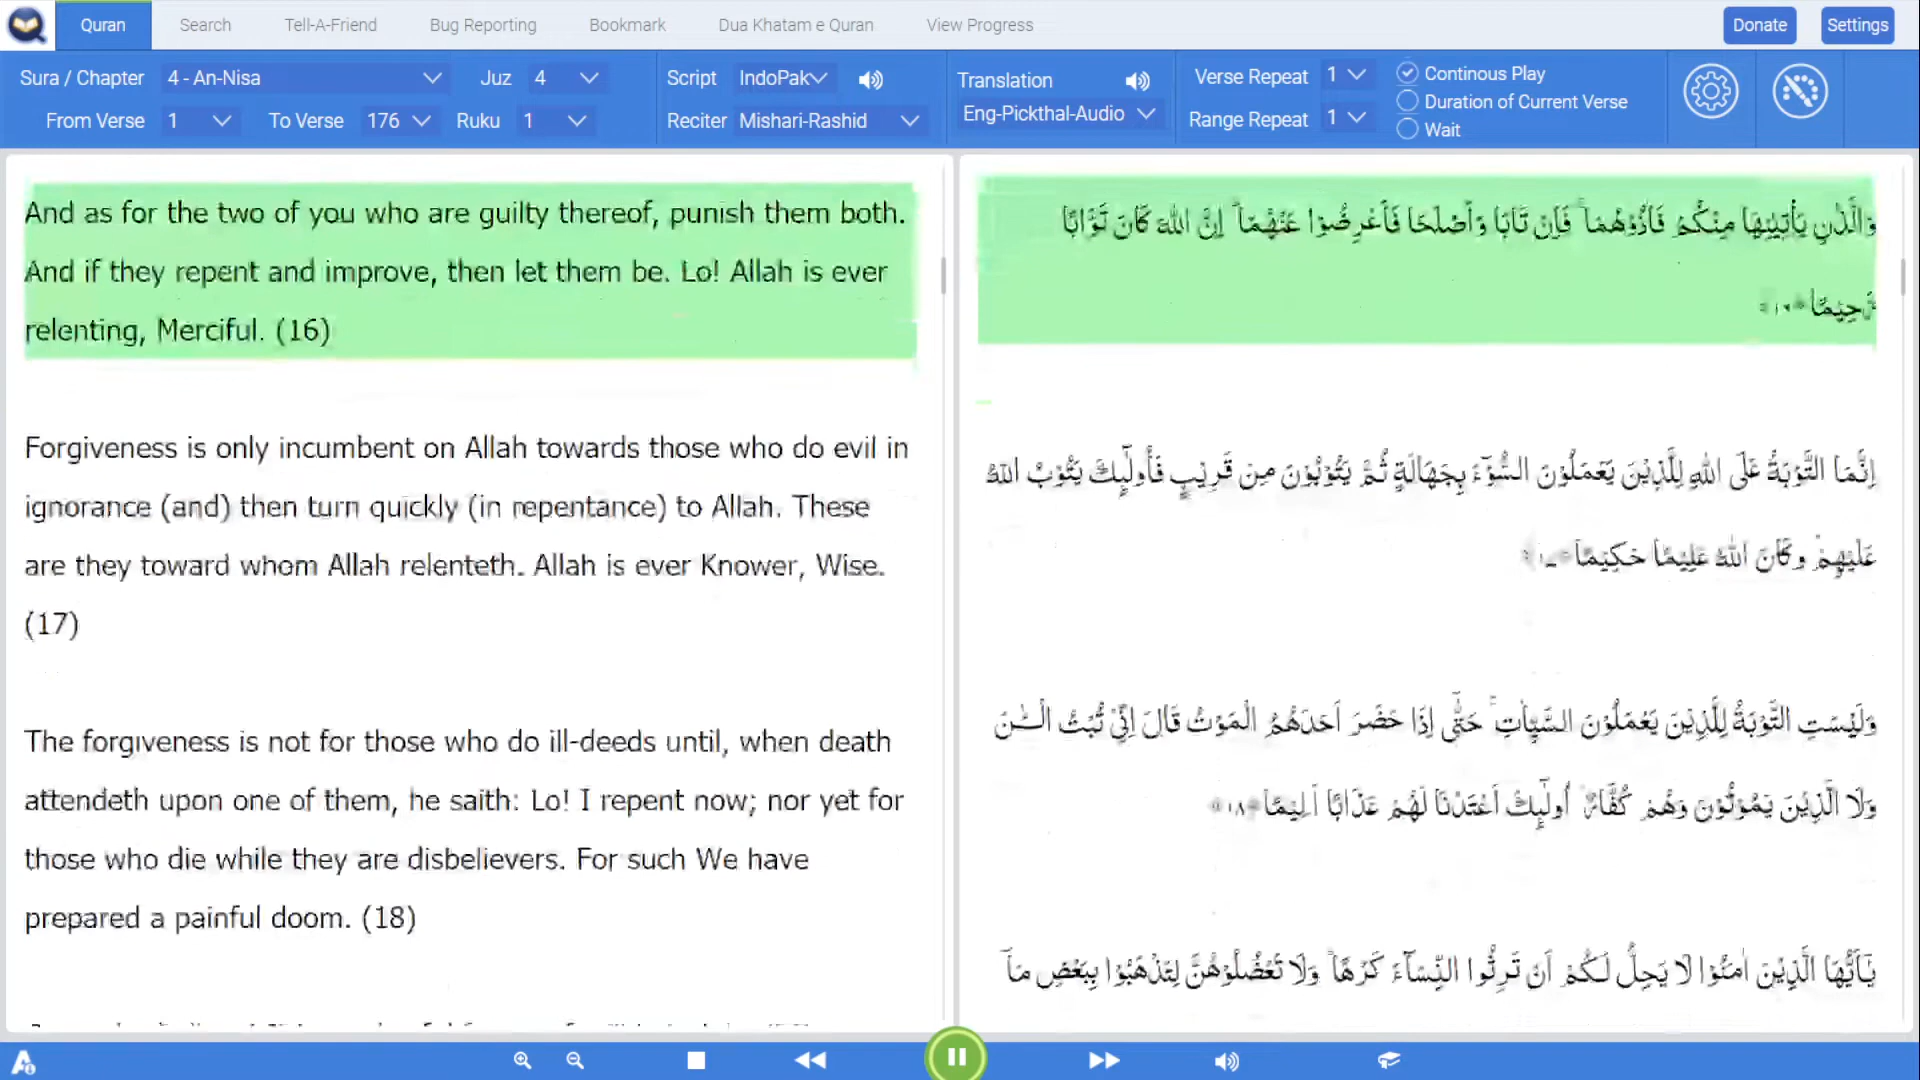 Quran Search Tell-A-Friend Bug Reporting Bookmark Dua Khatam e Quran View Progress Donate Settings
Sura / Chapter 4 - An-Nisa Juz 4
From Verse 1 To Verse 176 Ruku 1
Script IndoPak
Reciter Mishari-Rashid
Translation
Eng-Pickthal-Audio
Verse Repeat 1
Range Repeat 1
Continous Play
Duration of Current Verse
Wait
And as for the two of you who are guilty thereof, punish them both.
And if they repent and improve, then let them be. Lo! Allah is ever
relenting, Merciful. (16)
Forgiveness is only incumbent on Allah towards those who do evil in
ignorance (and) then turn quickly (in repentance) to Allah. These
are they toward whom Allah relenteth. Allah is ever Knower, Wise.
(17)
The forgiveness is not for those who do ill-deeds until, when death
attendeth upon one of them, he saith: Lo! I repent now; nor yet for
those who die while they are disbelievers. For such We have
prepared a painful doom. (18)
وَالَّذٰنِ يَاْتِيٰنِهَا مِنْكُمْ فَاٰذُوْهُمَا ۚ فَاِنْ تَابَا وَاَصْلَحَا فَاَعْرِضُوْا عَنْهُمَا ؕ اِنَّ اللّٰهَ كَانَ تَوَّابًا
رَّحِيْمًا
اِنَّمَا التَّوْبَةُ عَلَى اللّٰهِ لِلَّذِيْنَ يَعْمَلُوْنَ السُّوْٓءَ بِجَهَالَةٍ ثُمَّ يَتُوْبُوْنَ مِنْ قَرِيْبٍ فَاُولٰٓئِكَ يَتُوْبُ اللّٰهُ
عَلَيْهِمْ ؕ وَكَانَ اللّٰهُ عَلِيْمًا حَكِيْمًا
وَلَيْسَتِ التَّوْبَةُ لِلَّذِيْنَ يَعْمَلُوْنَ السَّيِّاٰتِ ۚ حَتّٰٓى اِذَا حَضَرَ اَحَدَهُمُ الْمَوْتُ قَالَ اِنِّىْ تُبْتُ الْـٰٔنَ
وَلَا الَّذِيْنَ يَمُوْتُوْنَ وَهُمْ كُفَّارٌ ؕ اُولٰٓئِكَ اَعْتَدْنَا لَهُمْ عَذَابًا اَلِيْمًا ﴿۱۸﴾
يٰٓاَيُّهَا الَّذِيْنَ اٰمَنُوْا لَا يَحِلُّ لَـكُمْ اَنْ تَرِثُوا النِّسَآءَ كَرْهًا ؕ وَلَا تَعْضُلُوْهُنَّ لِتَذْهَبُوْا بِبَعْضِ مَاۤ